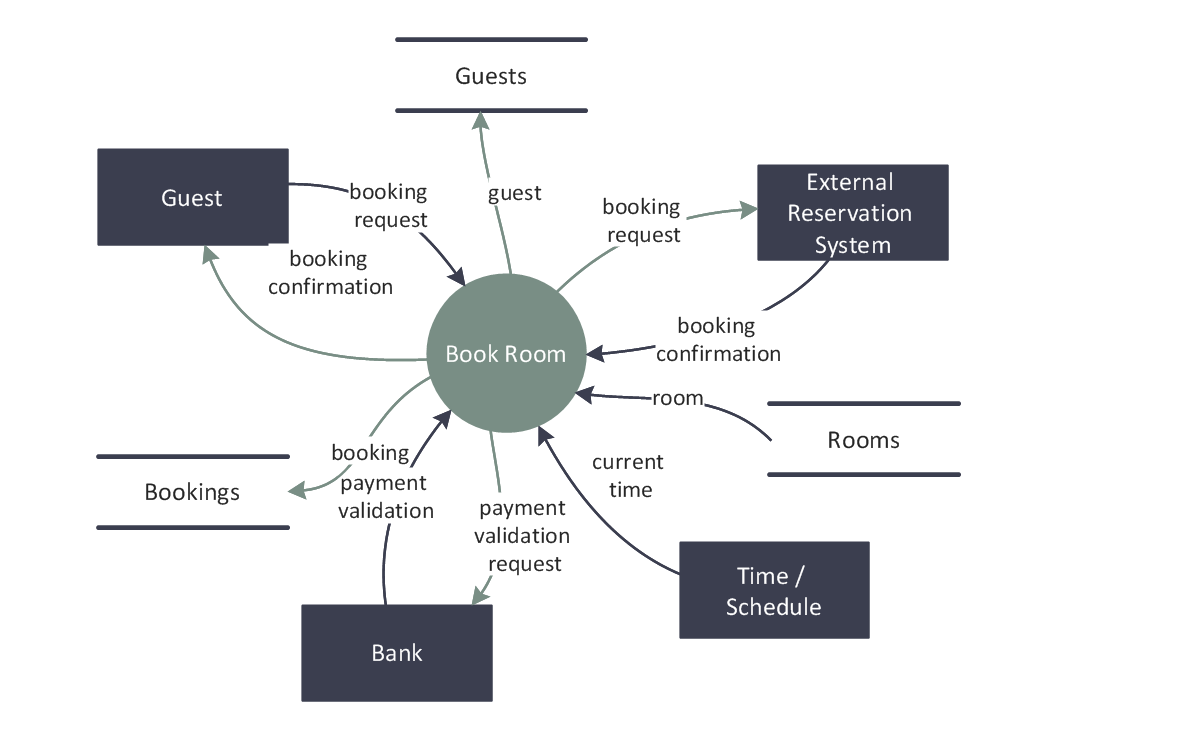 Guests
Guest
booking
request
guest
booking
request
External
Reservation
System
booking
confirmation
Book Room
booking
confirmation
room
Rooms
booking
Bookings
payment
validation
current
time
payment
validation
request
Time /
Schedule
Bank